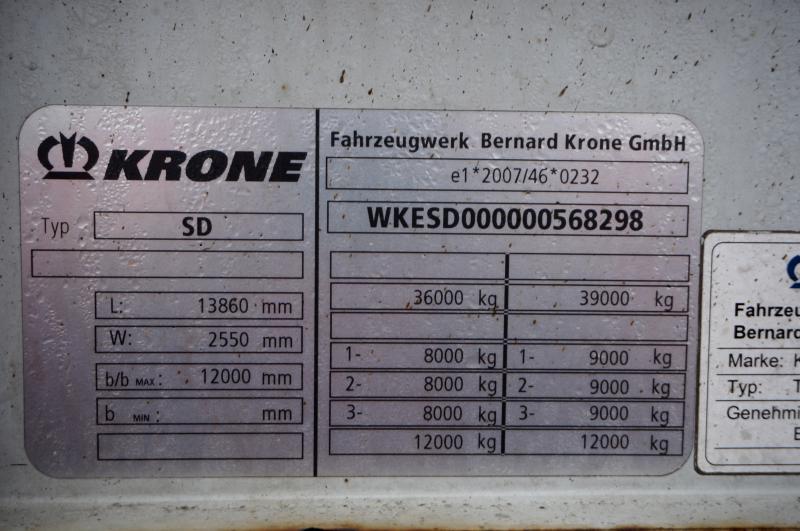 KRONE
Typ SD
L: 13860 mm
W: 2550 mm
b/b MAX: 12000 mm
b MIN: mm
Fahrzeugwerk Bernard Krone GmbH
e1*2007/46*0232
WKESD000000568298
36000 kg 39000 kg
1- 8000 kg 1- 9000 kg
2- 8000 kg 2- 9000 kg
3- 8000 kg 3- 9000 kg
12000 kg 12000 kg
Bernard
Marke:
Typ: